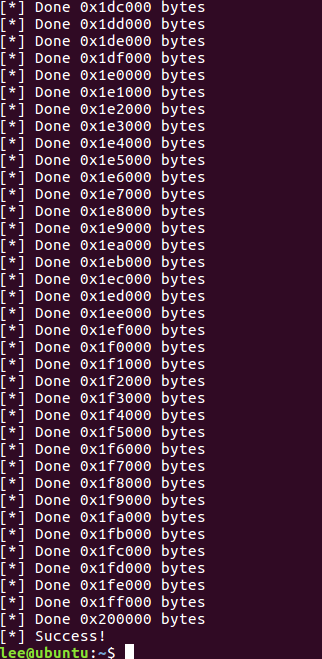 [*] Done 0x1dc000 bytes
[*] Done 0x1dd000 bytes
[*] Done 0x1de000 bytes
[*] Done 0x1df000 bytes
[*] Done 0x1e0000 bytes
[*] Done 0x1e1000 bytes
[*] Done 0x1e2000 bytes
[*] Done 0x1e3000 bytes
[*] Done 0x1e4000 bytes
[*] Done 0x1e5000 bytes
[*] Done 0x1e6000 bytes
[*] Done 0x1e7000 bytes
[*] Done 0x1e8000 bytes
[*] Done 0x1e9000 bytes
[*] Done 0x1ea000 bytes
[*] Done 0x1eb000 bytes
[*] Done 0x1ec000 bytes
[*] Done 0x1ed000 bytes
[*] Done 0x1ee000 bytes
[*] Done 0x1ef000 bytes
[*] Done 0x1f0000 bytes
[*] Done 0x1f1000 bytes
[*] Done 0x1f2000 bytes
[*] Done 0x1f3000 bytes
[*] Done 0x1f4000 bytes
[*] Done 0x1f5000 bytes
[*] Done 0x1f6000 bytes
[*] Done 0x1f7000 bytes
[*] Done 0x1f8000 bytes
[*] Done 0x1f9000 bytes
[*] Done 0x1fa000 bytes
[*] Done 0x1fb000 bytes
[*] Done 0x1fc000 bytes
[*] Done 0x1fd000 bytes
[*] Done 0x1fe000 bytes
[*] Done 0x1ff000 bytes
[*] Done 0x200000 bytes
[*] Success!
lee@ubuntu:~$